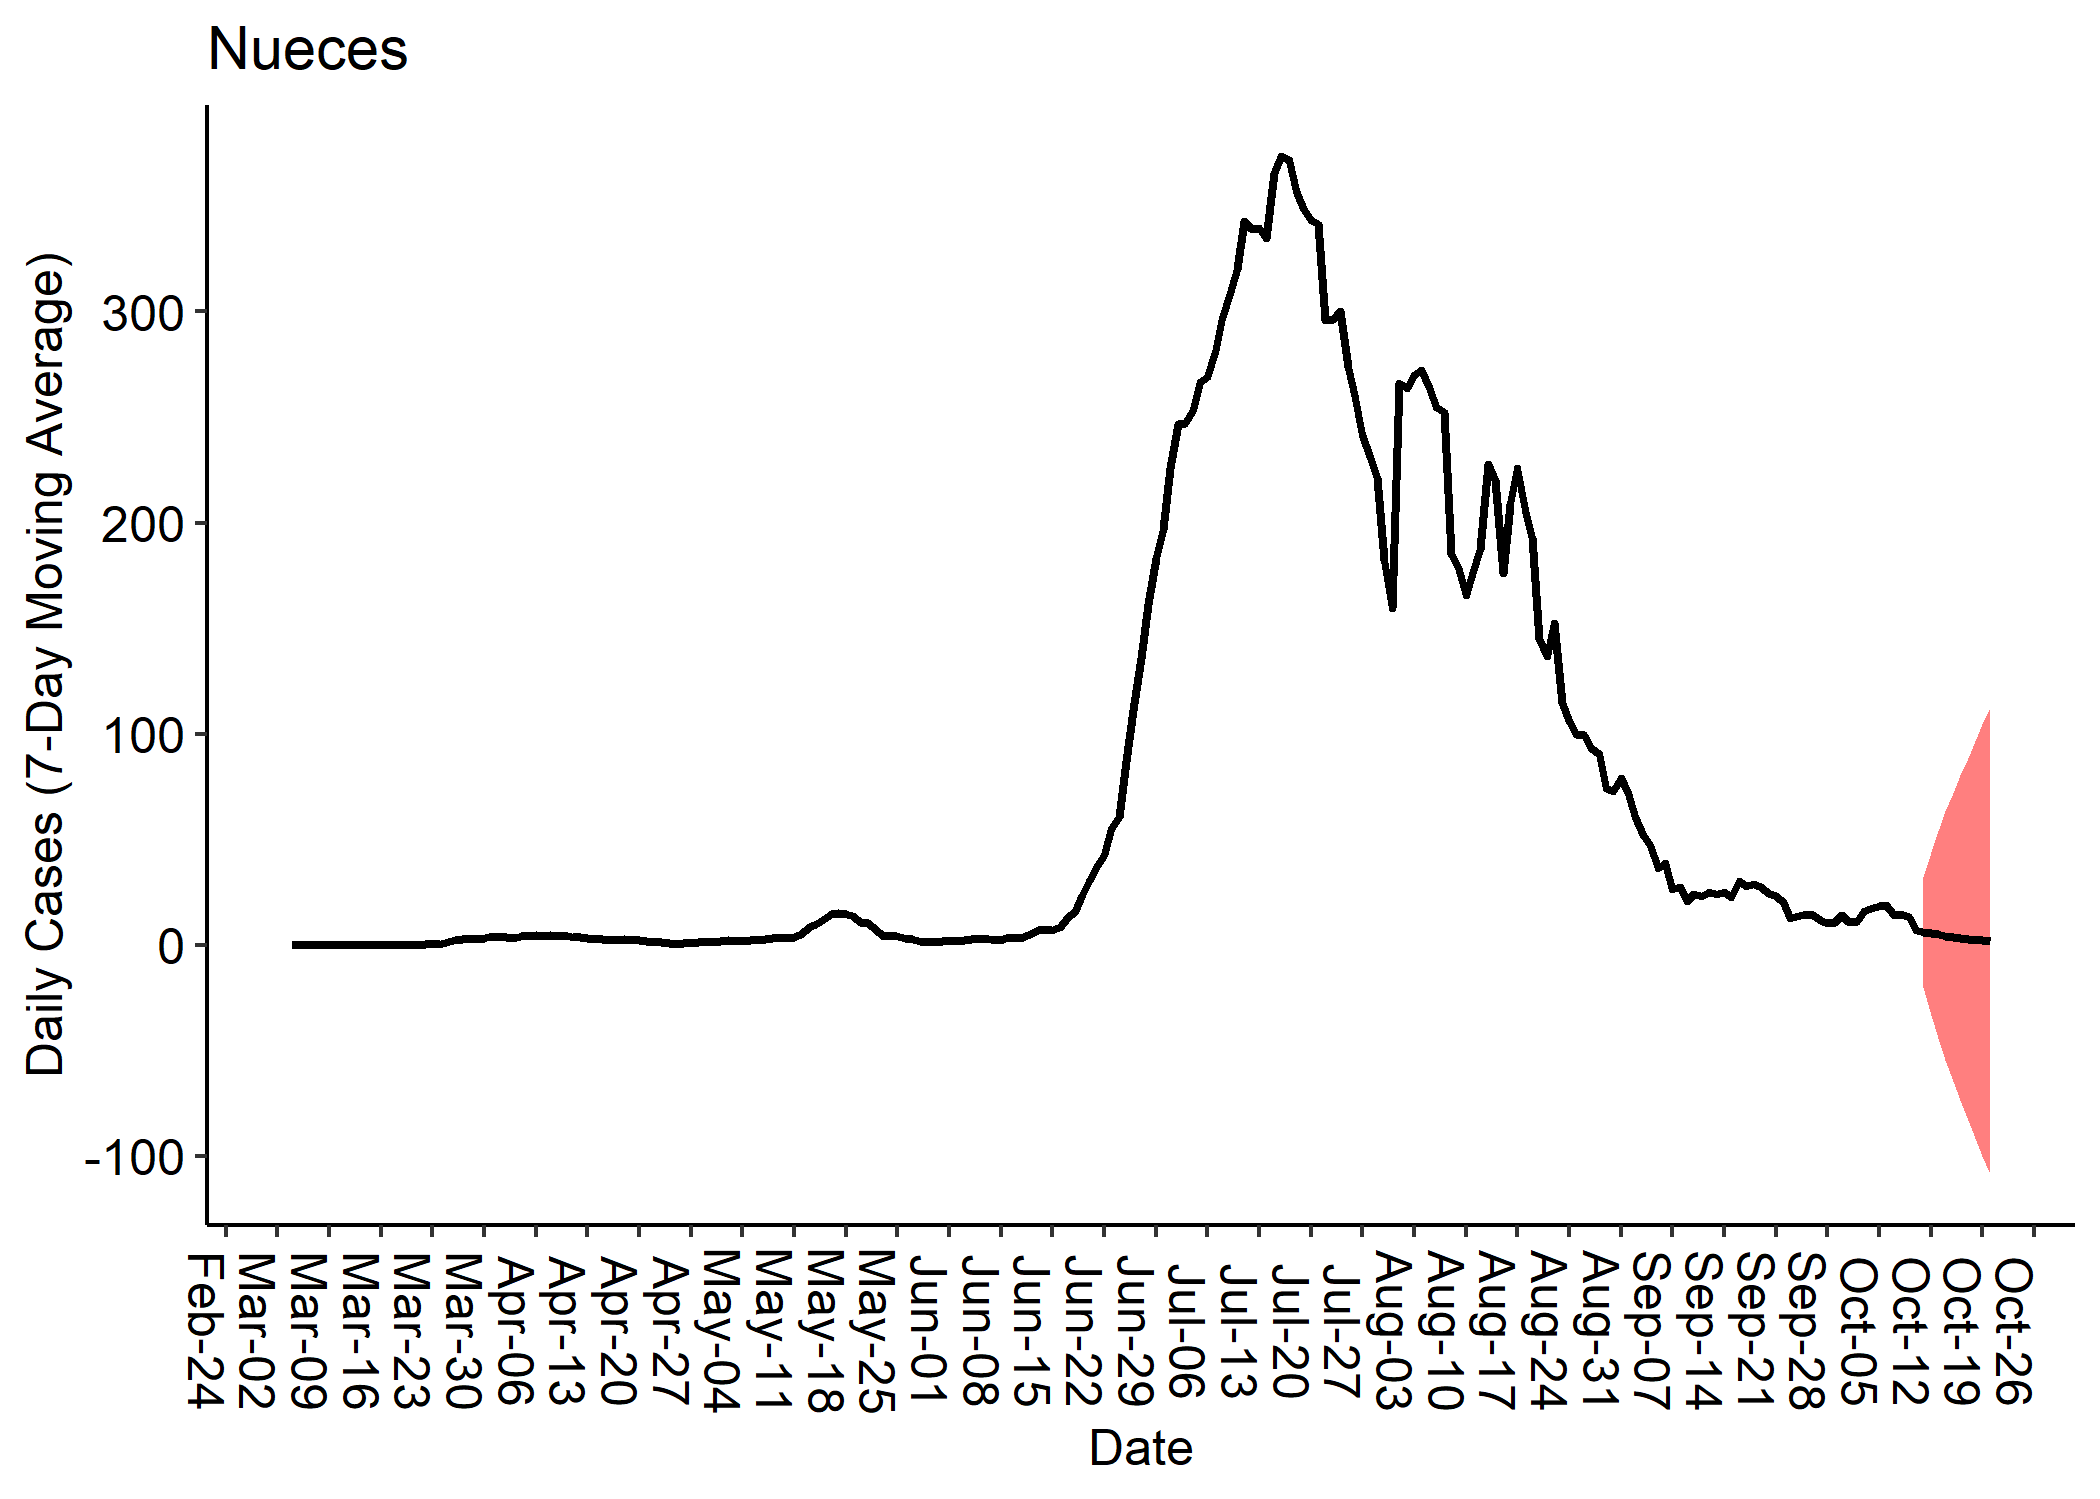 Nueces
Daily Cases (7-Day Moving Average)
300
200
100
0
-100
Feb-24
Mar-02
Mar-09
Mar-16
Mar-23
Mar-30
Apr-06
Apr-13
Apr-20
Apr-27
May-04
May-11
May-18
May-25
Jun-01
Jun-08
Jun-15
Jun-22
Jun-29
Jul-06
Jul-13
Jul-20
Jul-27
Aug-03
Aug-10
Aug-17
Aug-24
Aug-31
Sep-07
Sep-14
Sep-21
Sep-28
Oct-05
Oct-12
Oct-19
Oct-26
Date